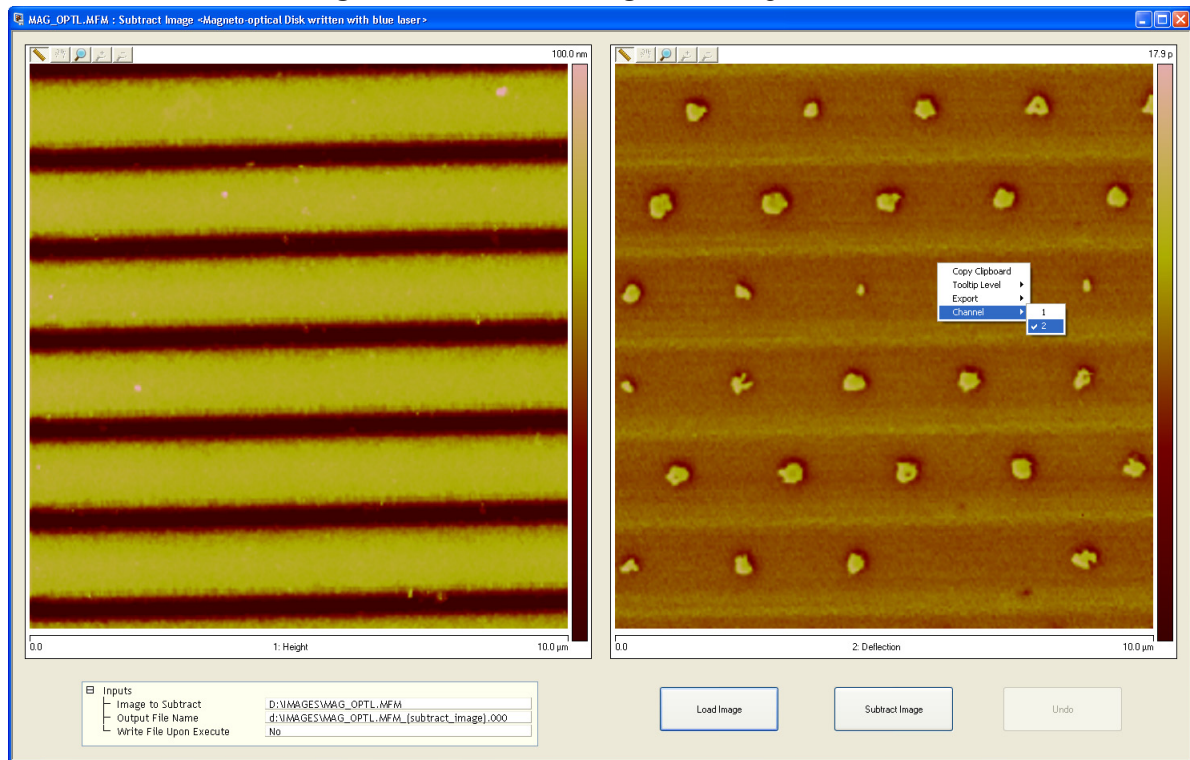 MAG_OPTL.MFM : Subtract Image <Magneto-optical Disk written with blue laser>
100.0 nm
17.9 p
Copy Clipboard
Tooltip Level
Export
Channel
1
2
0.0 1: Height 10.0 µm
0.0 2: Deflection 10.0 µm
Inputs
Image to Subtract D:\IMAGES\MAG_OPTL.MFM
Output File Name d:\IMAGES\MAG_OPTL.MFM_(subtract_image).000
Write File Upon Execute No
Load Image
Subtract Image
Undo